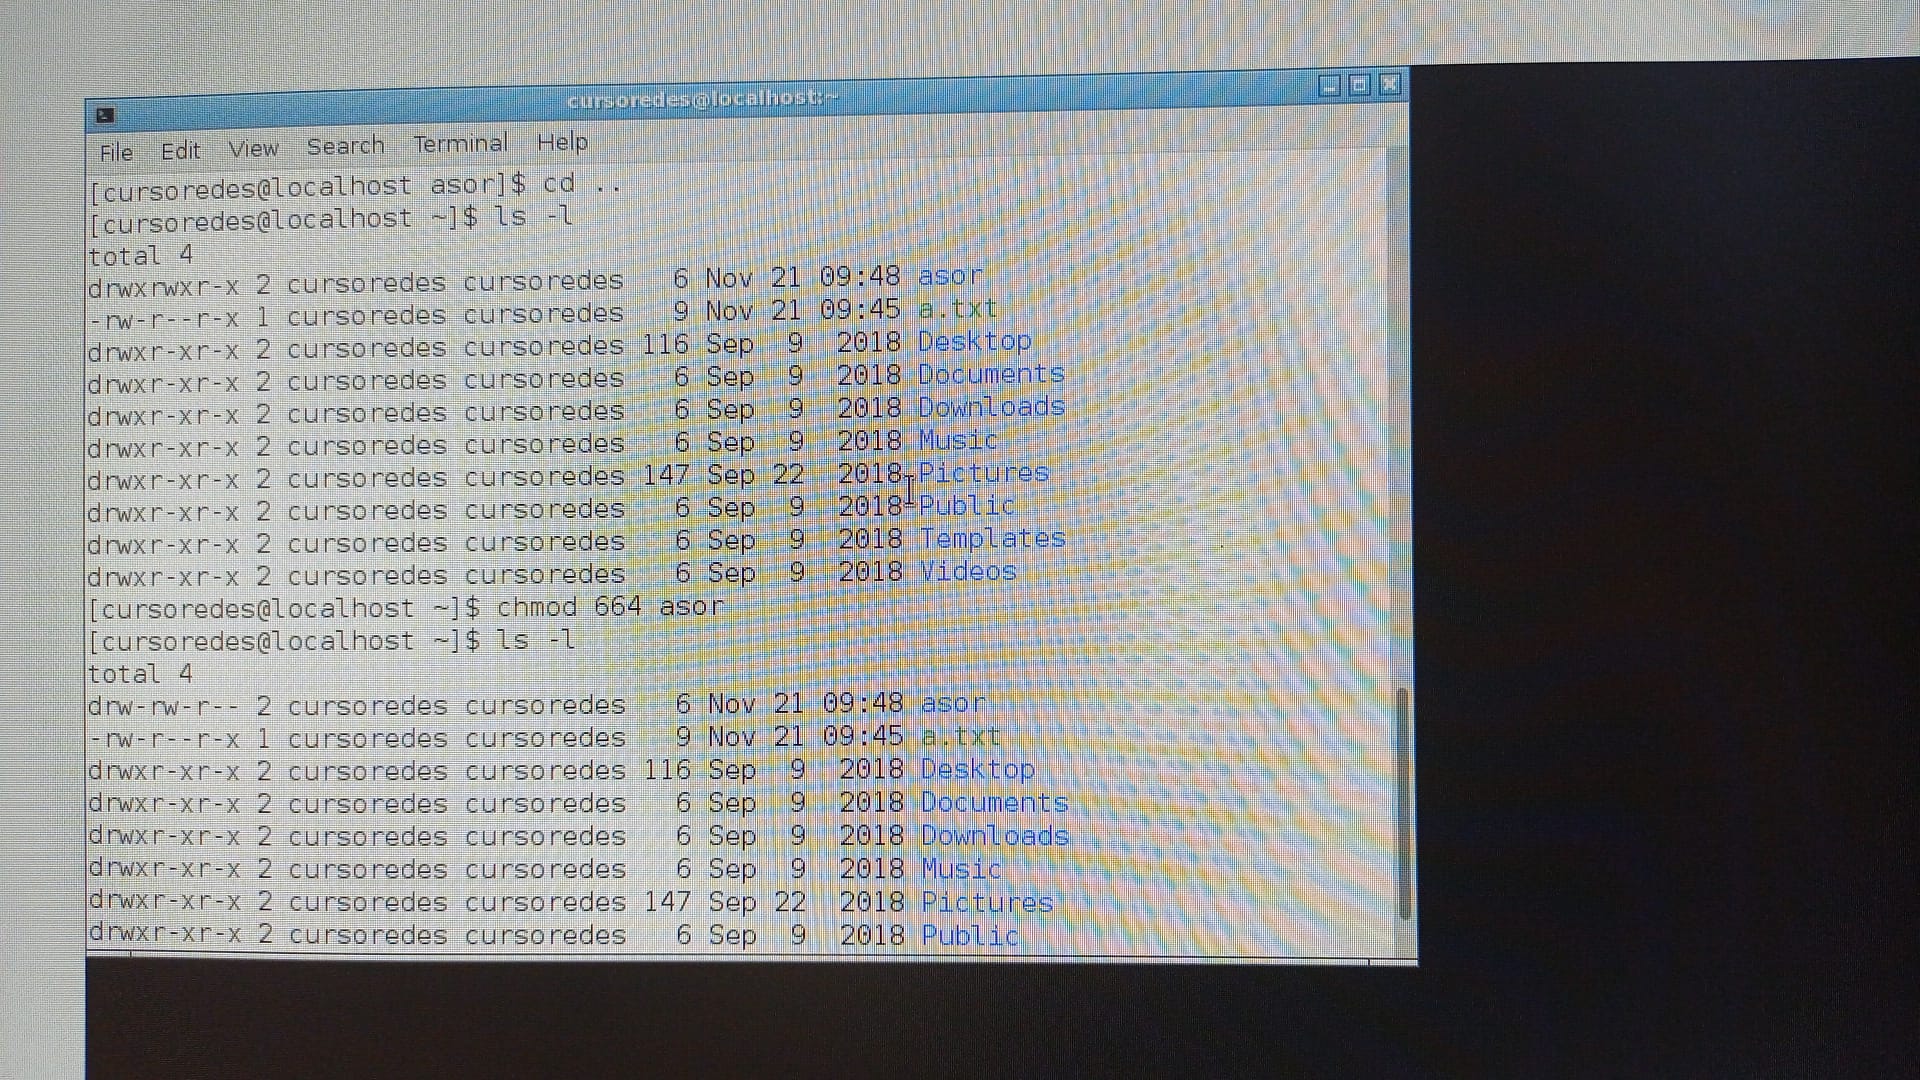 cursoredes@localhost:~
File Edit View Search Terminal Help
[cursoredes@localhost asor]$ cd ..
[cursoredes@localhost ~]$ ls -l
total 4
drwxrwxr-x 2 cursoredes cursoredes   6 Nov 21 09:48 asor
-rw-r--r-x 1 cursoredes cursoredes   9 Nov 21 09:45 a.txt
drwxr-xr-x 2 cursoredes cursoredes 116 Sep  9  2018 Desktop
drwxr-xr-x 2 cursoredes cursoredes   6 Sep  9  2018 Documents
drwxr-xr-x 2 cursoredes cursoredes   6 Sep  9  2018 Downloads
drwxr-xr-x 2 cursoredes cursoredes   6 Sep  9  2018 Music
drwxr-xr-x 2 cursoredes cursoredes 147 Sep 22  2018 Pictures
drwxr-xr-x 2 cursoredes cursoredes   6 Sep  9  2018 Public
drwxr-xr-x 2 cursoredes cursoredes   6 Sep  9  2018 Templates
drwxr-xr-x 2 cursoredes cursoredes   6 Sep  9  2018 Videos
[cursoredes@localhost ~]$ chmod 664 asor
[cursoredes@localhost ~]$ ls -l
total 4
drw-rw-r-- 2 cursoredes cursoredes   6 Nov 21 09:48 asor
-rw-r--r-x 1 cursoredes cursoredes   9 Nov 21 09:45 a.txt
drwxr-xr-x 2 cursoredes cursoredes 116 Sep  9  2018 Desktop
drwxr-xr-x 2 cursoredes cursoredes   6 Sep  9  2018 Documents
drwxr-xr-x 2 cursoredes cursoredes   6 Sep  9  2018 Downloads
drwxr-xr-x 2 cursoredes cursoredes   6 Sep  9  2018 Music
drwxr-xr-x 2 cursoredes cursoredes 147 Sep 22  2018 Pictures
drwxr-xr-x 2 cursoredes cursoredes   6 Sep  9  2018 Public